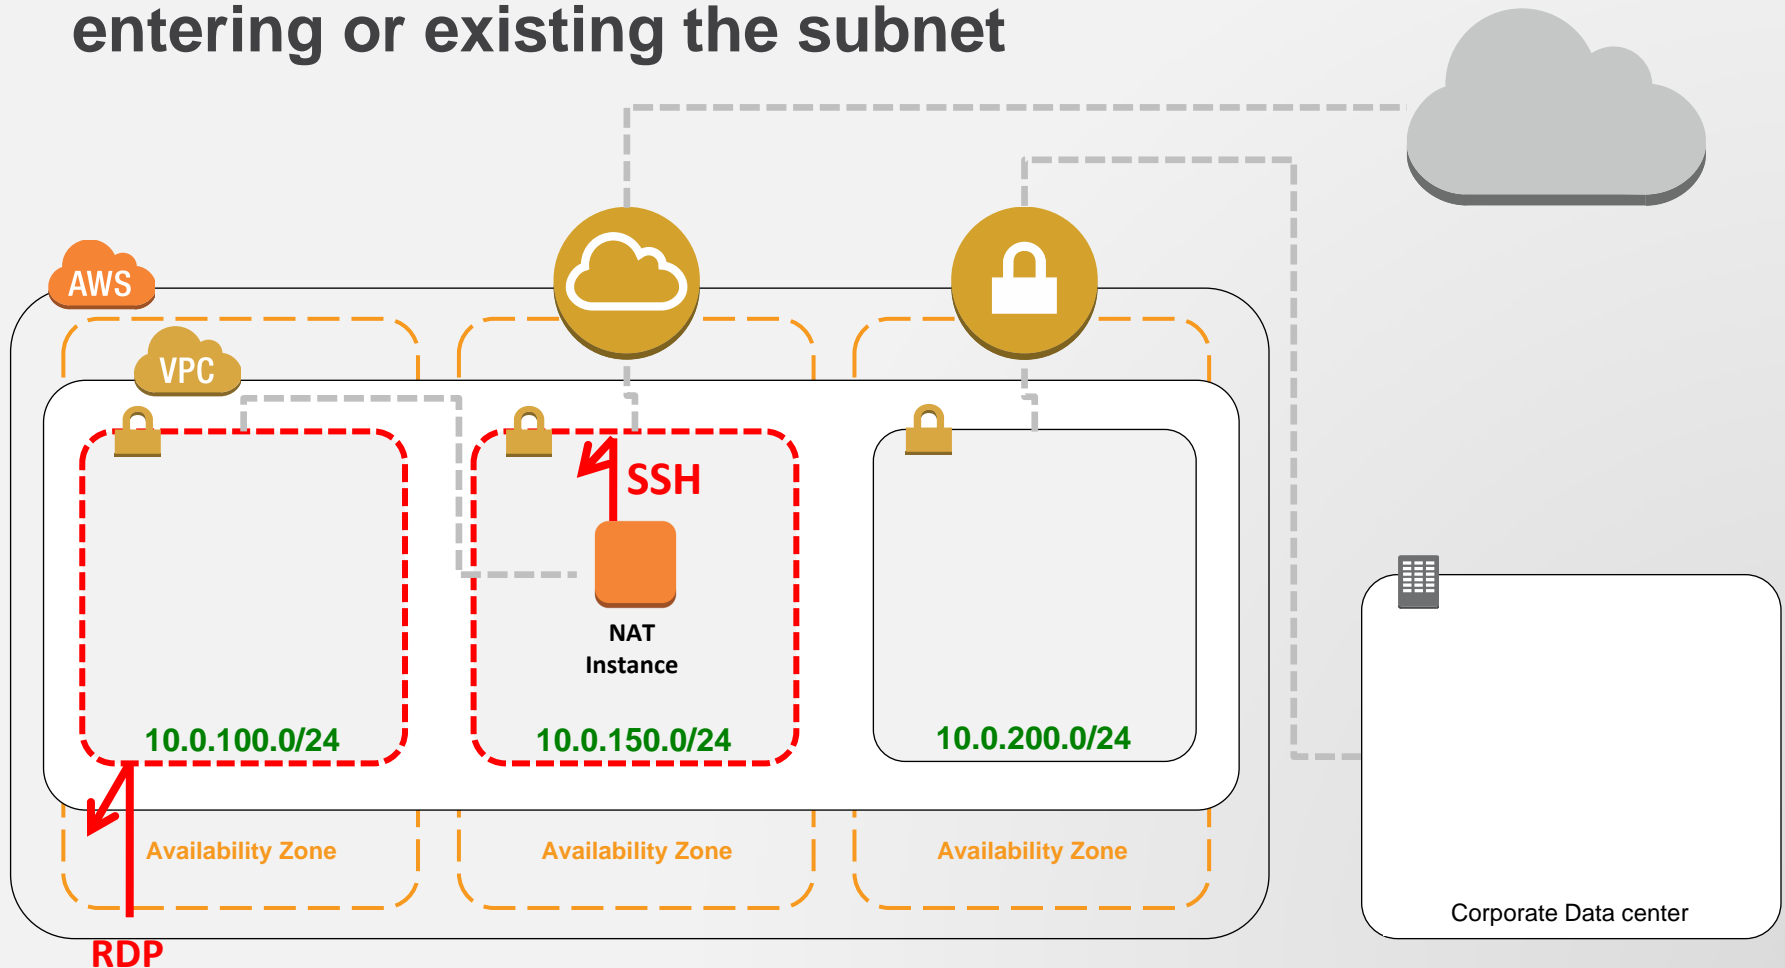 entering or existing the subnet
AWS
VPC
SSH
NAT
Instance
10.0.100.0/24
10.0.150.0/24
10.0.200.0/24
Availability Zone
Availability Zone
Availability Zone
Corporate Data center
RDP